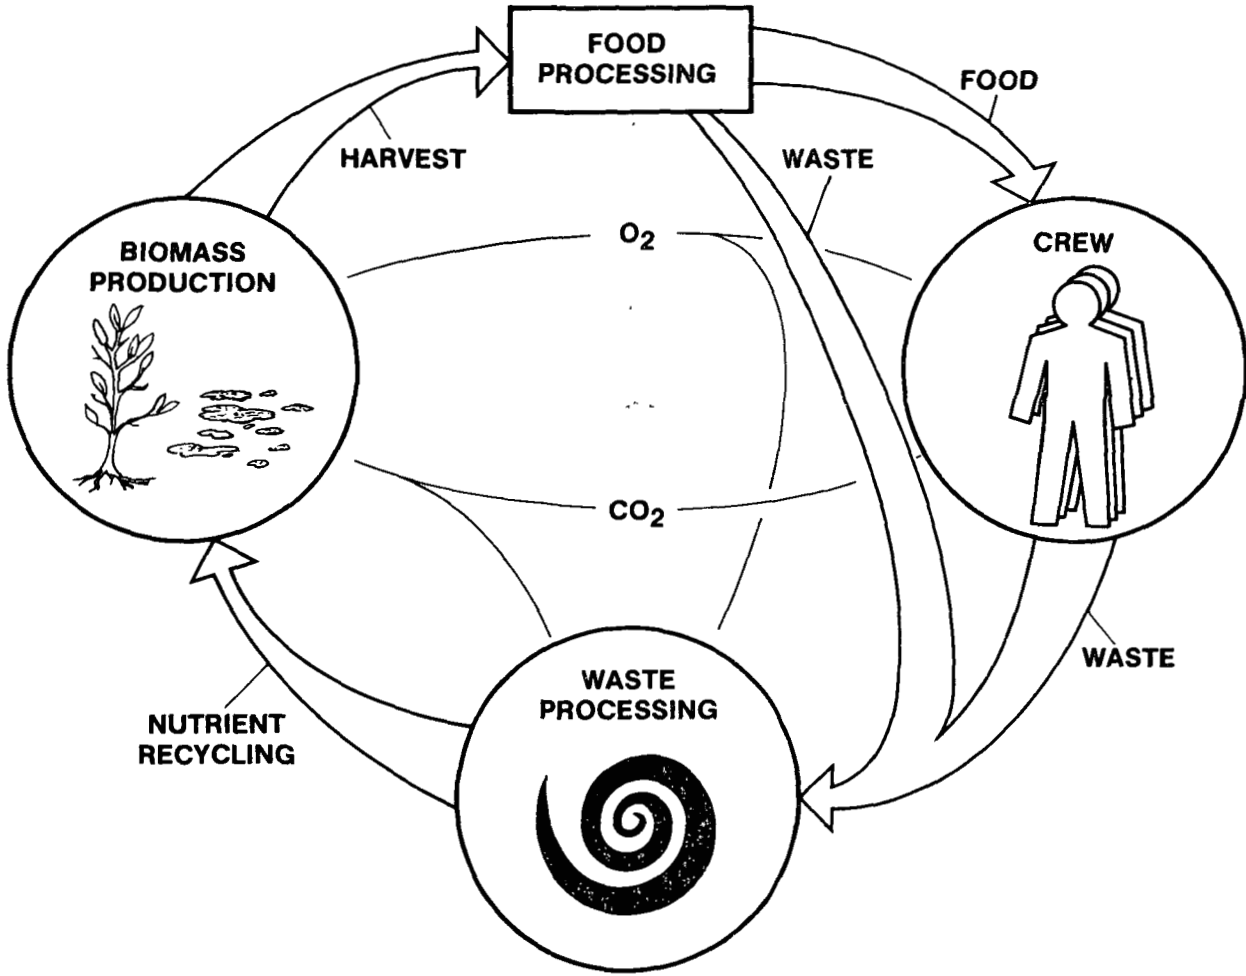 FOOD
PROCESSING
FOOD
HARVEST
WASTE
O2
CREW
BIOMASS
PRODUCTION
CO2
WASTE
WASTE
PROCESSING
NUTRIENT
RECYCLING